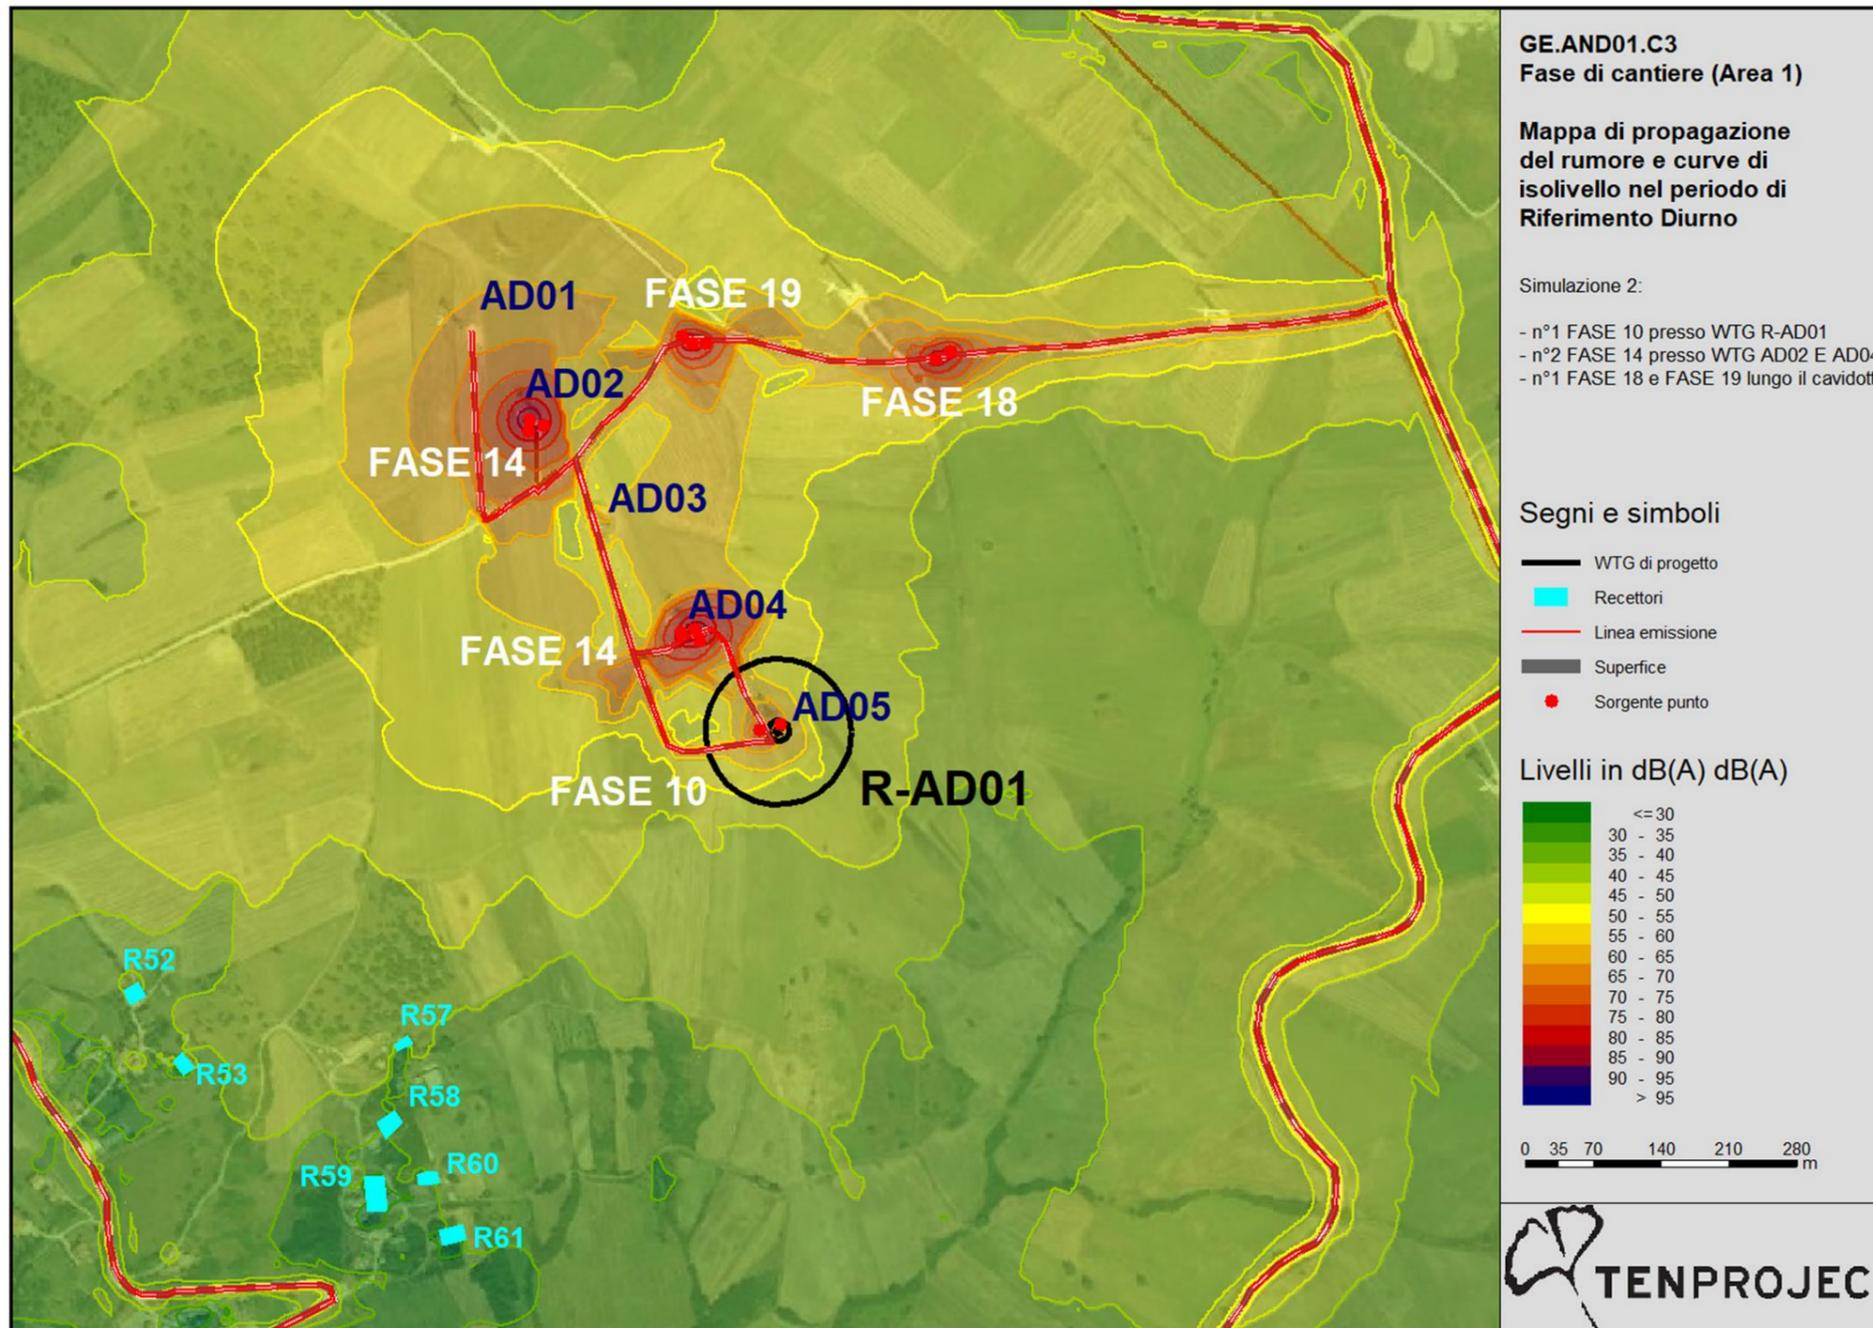 GE.AND01.C3
Fase di cantiere (Area 1)
Mappa di propagazione
del rumore e curve di
isolivello nel periodo di
Riferimento Diurno
Simulazione 2:
- n°1 FASE 10 presso WTG R-AD01
- n°2 FASE 14 presso WTG AD02 E AD04
- n°1 FASE 18 e FASE 19 lungo il
Segni e simboli
WTG di progetto
Recettori
Linea emissione
Superfice
Sorgente punto
Livelli in dB(A) dB(A)
<= 30
30 - 35
35 - 40
40 - 45
45 - 50
50 - 55
55 - 60
60 - 65
65 - 70
70 - 75
75 - 80
80 - 85
85 - 90
90 - 95
> 95
0 35 70 140 210 280
m
TENPROJEC
AD01
FASE 19
AD02
FASE 18
FASE 14
AD03
AD04
FASE 14
AD05
FASE 10
R-AD01
R52
R57
R53
R58
R59
R60
R61